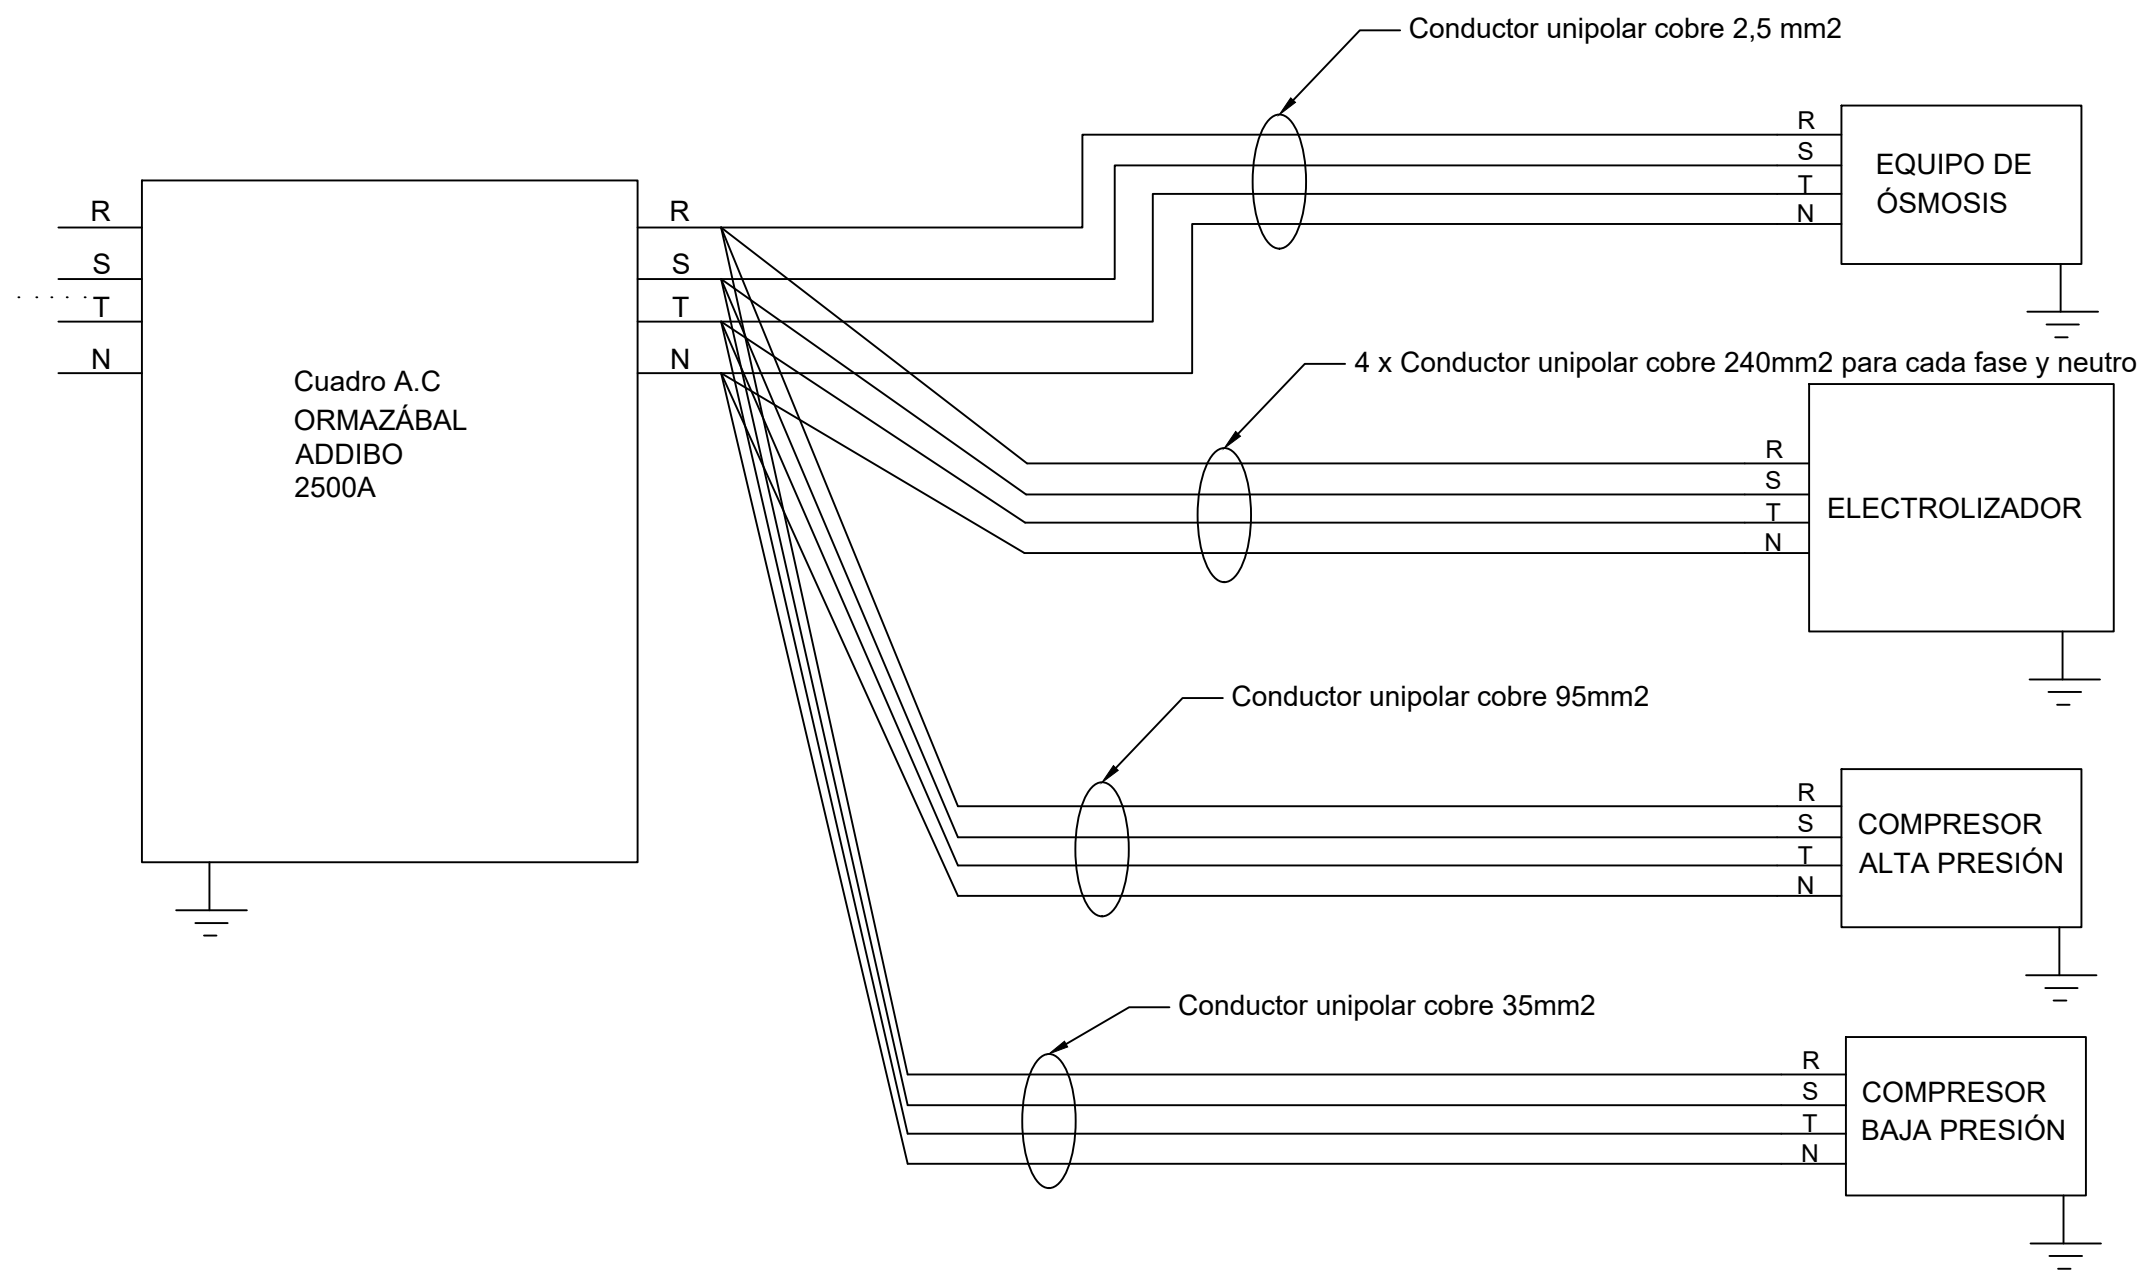 Conductor unipolar cobre 2,5 mm2
R
S
T
N
EQUIPO DE
ÓSMOSIS
R
S
T
N
Cuadro A.C
ORMAZÁBAL
ADDIBO
2500A
R
S
T
N
4 x Conductor unipolar cobre 240mm2 para cada fase y neutro
R
S
T
N
ELECTROLIZADOR
Conductor unipolar cobre 95mm2
R
S
T
N
COMPRESOR
ALTA PRESIÓN
Conductor unipolar cobre 35mm2
R
S
T
N
COMPRESOR
BAJA PRESIÓN